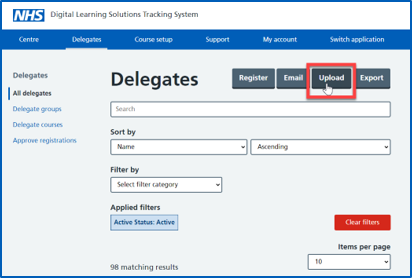 NHS Digital Learning Solutions Tracking System
Centre Delegates Course setup Support My account Switch application
Delegates
All delegates
Delegate groups
Delegate courses
Approve registrations
Delegates
Register Email Upload Export
Search
Sort by
Name Ascending
Filter by
Select filter category
Applied filters
Active Status: Active
Clear filters
Items per page
10
98 matching results